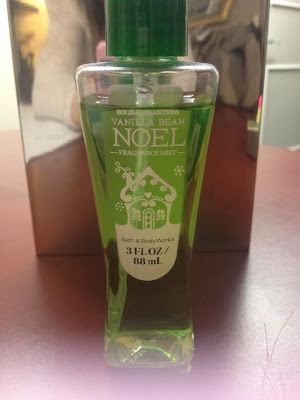 HOLIDAY TRADITIONS
VANILLA BEAN
NOEL
FRAGRANCE MIST
Bath & Body Works
3 FL OZ /
88 mL